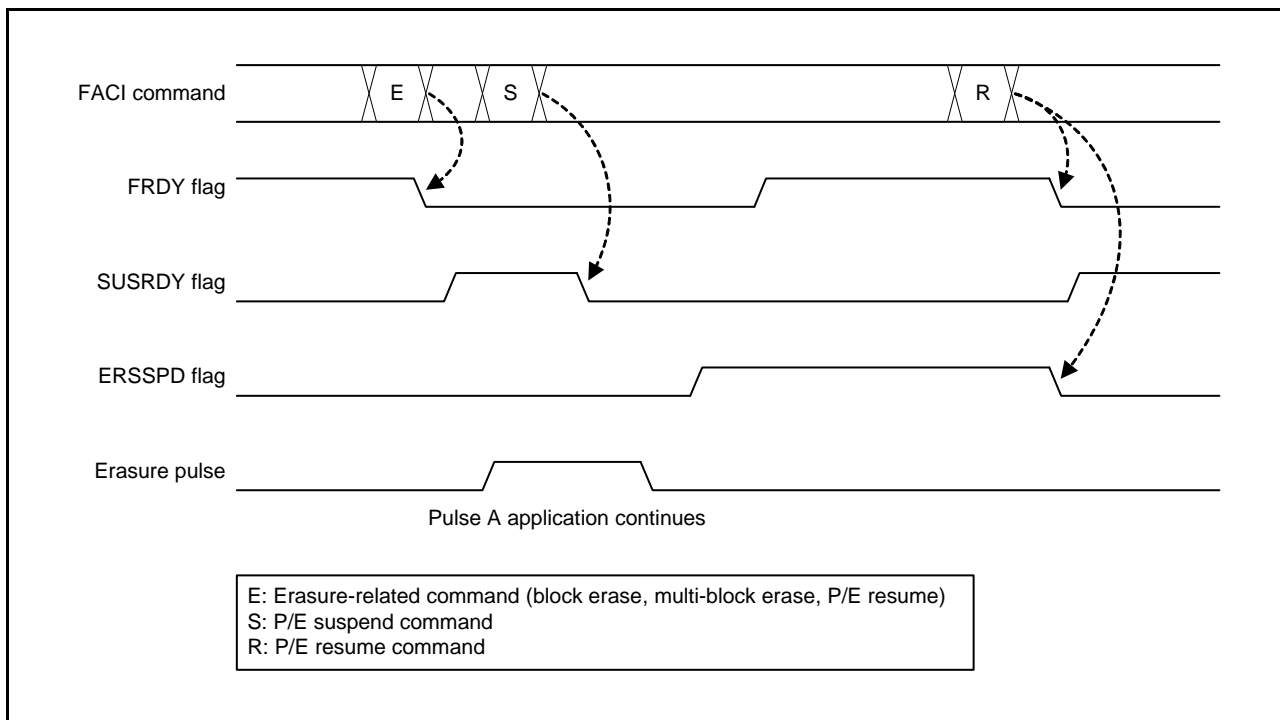 FACI command
E
S
R
FRDY flag
SUSRDY flag
ERSSPD flag
Erasure pulse
Pulse A application continues
E: Erasure-related command (block erase, multi-block erase, P/E resume)
S: P/E suspend command
R: P/E resume command